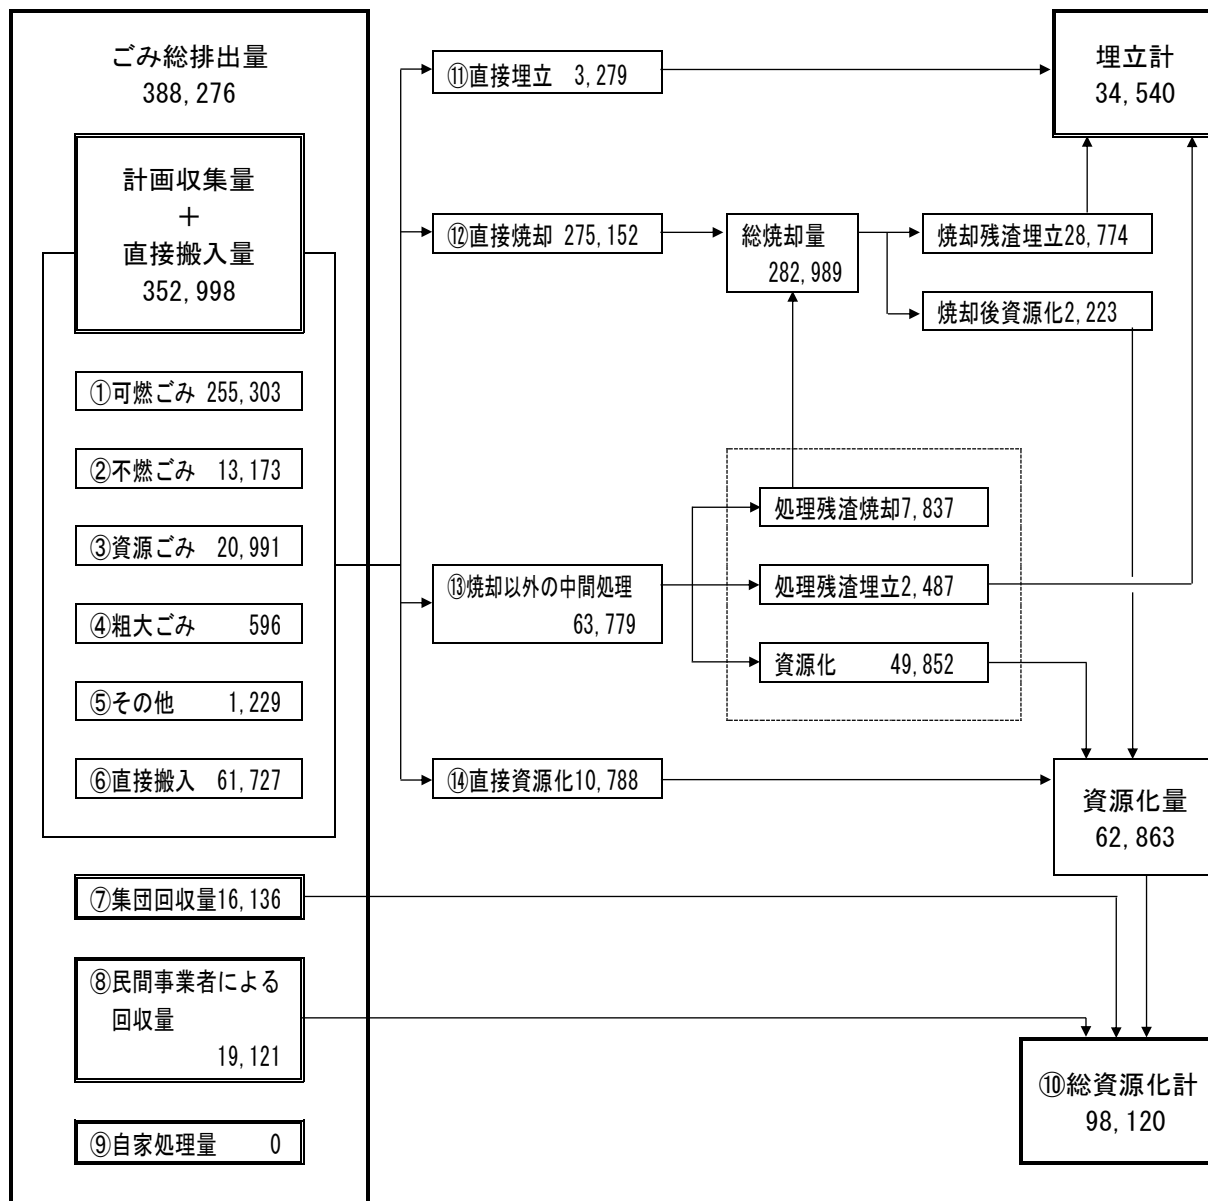 ごみ総排出量
388,276
計画収集量
+
直接搬入量
352,998
①可燃ごみ 255,303
②不燃ごみ 13,173
③資源ごみ 20,991
④粗大ごみ 596
⑤その他 1,229
⑥直接搬入 61,727
⑦集団回収量16,136
⑧民間事業者による
回収量
19,121
⑨自家処理量 0
⑪直接埋立 3,279
⑫直接焼却 275,152
⑬焼却以外の中間処理
63,779
⑭直接資源化10,788
総焼却量
282,989
処理残渣焼却7,837
処理残渣埋立2,487
資源化 49,852
焼却残渣埋立28,774
焼却後資源化2,223
埋立計
34,540
資源化量
62,863
⑩総資源化計
98,120